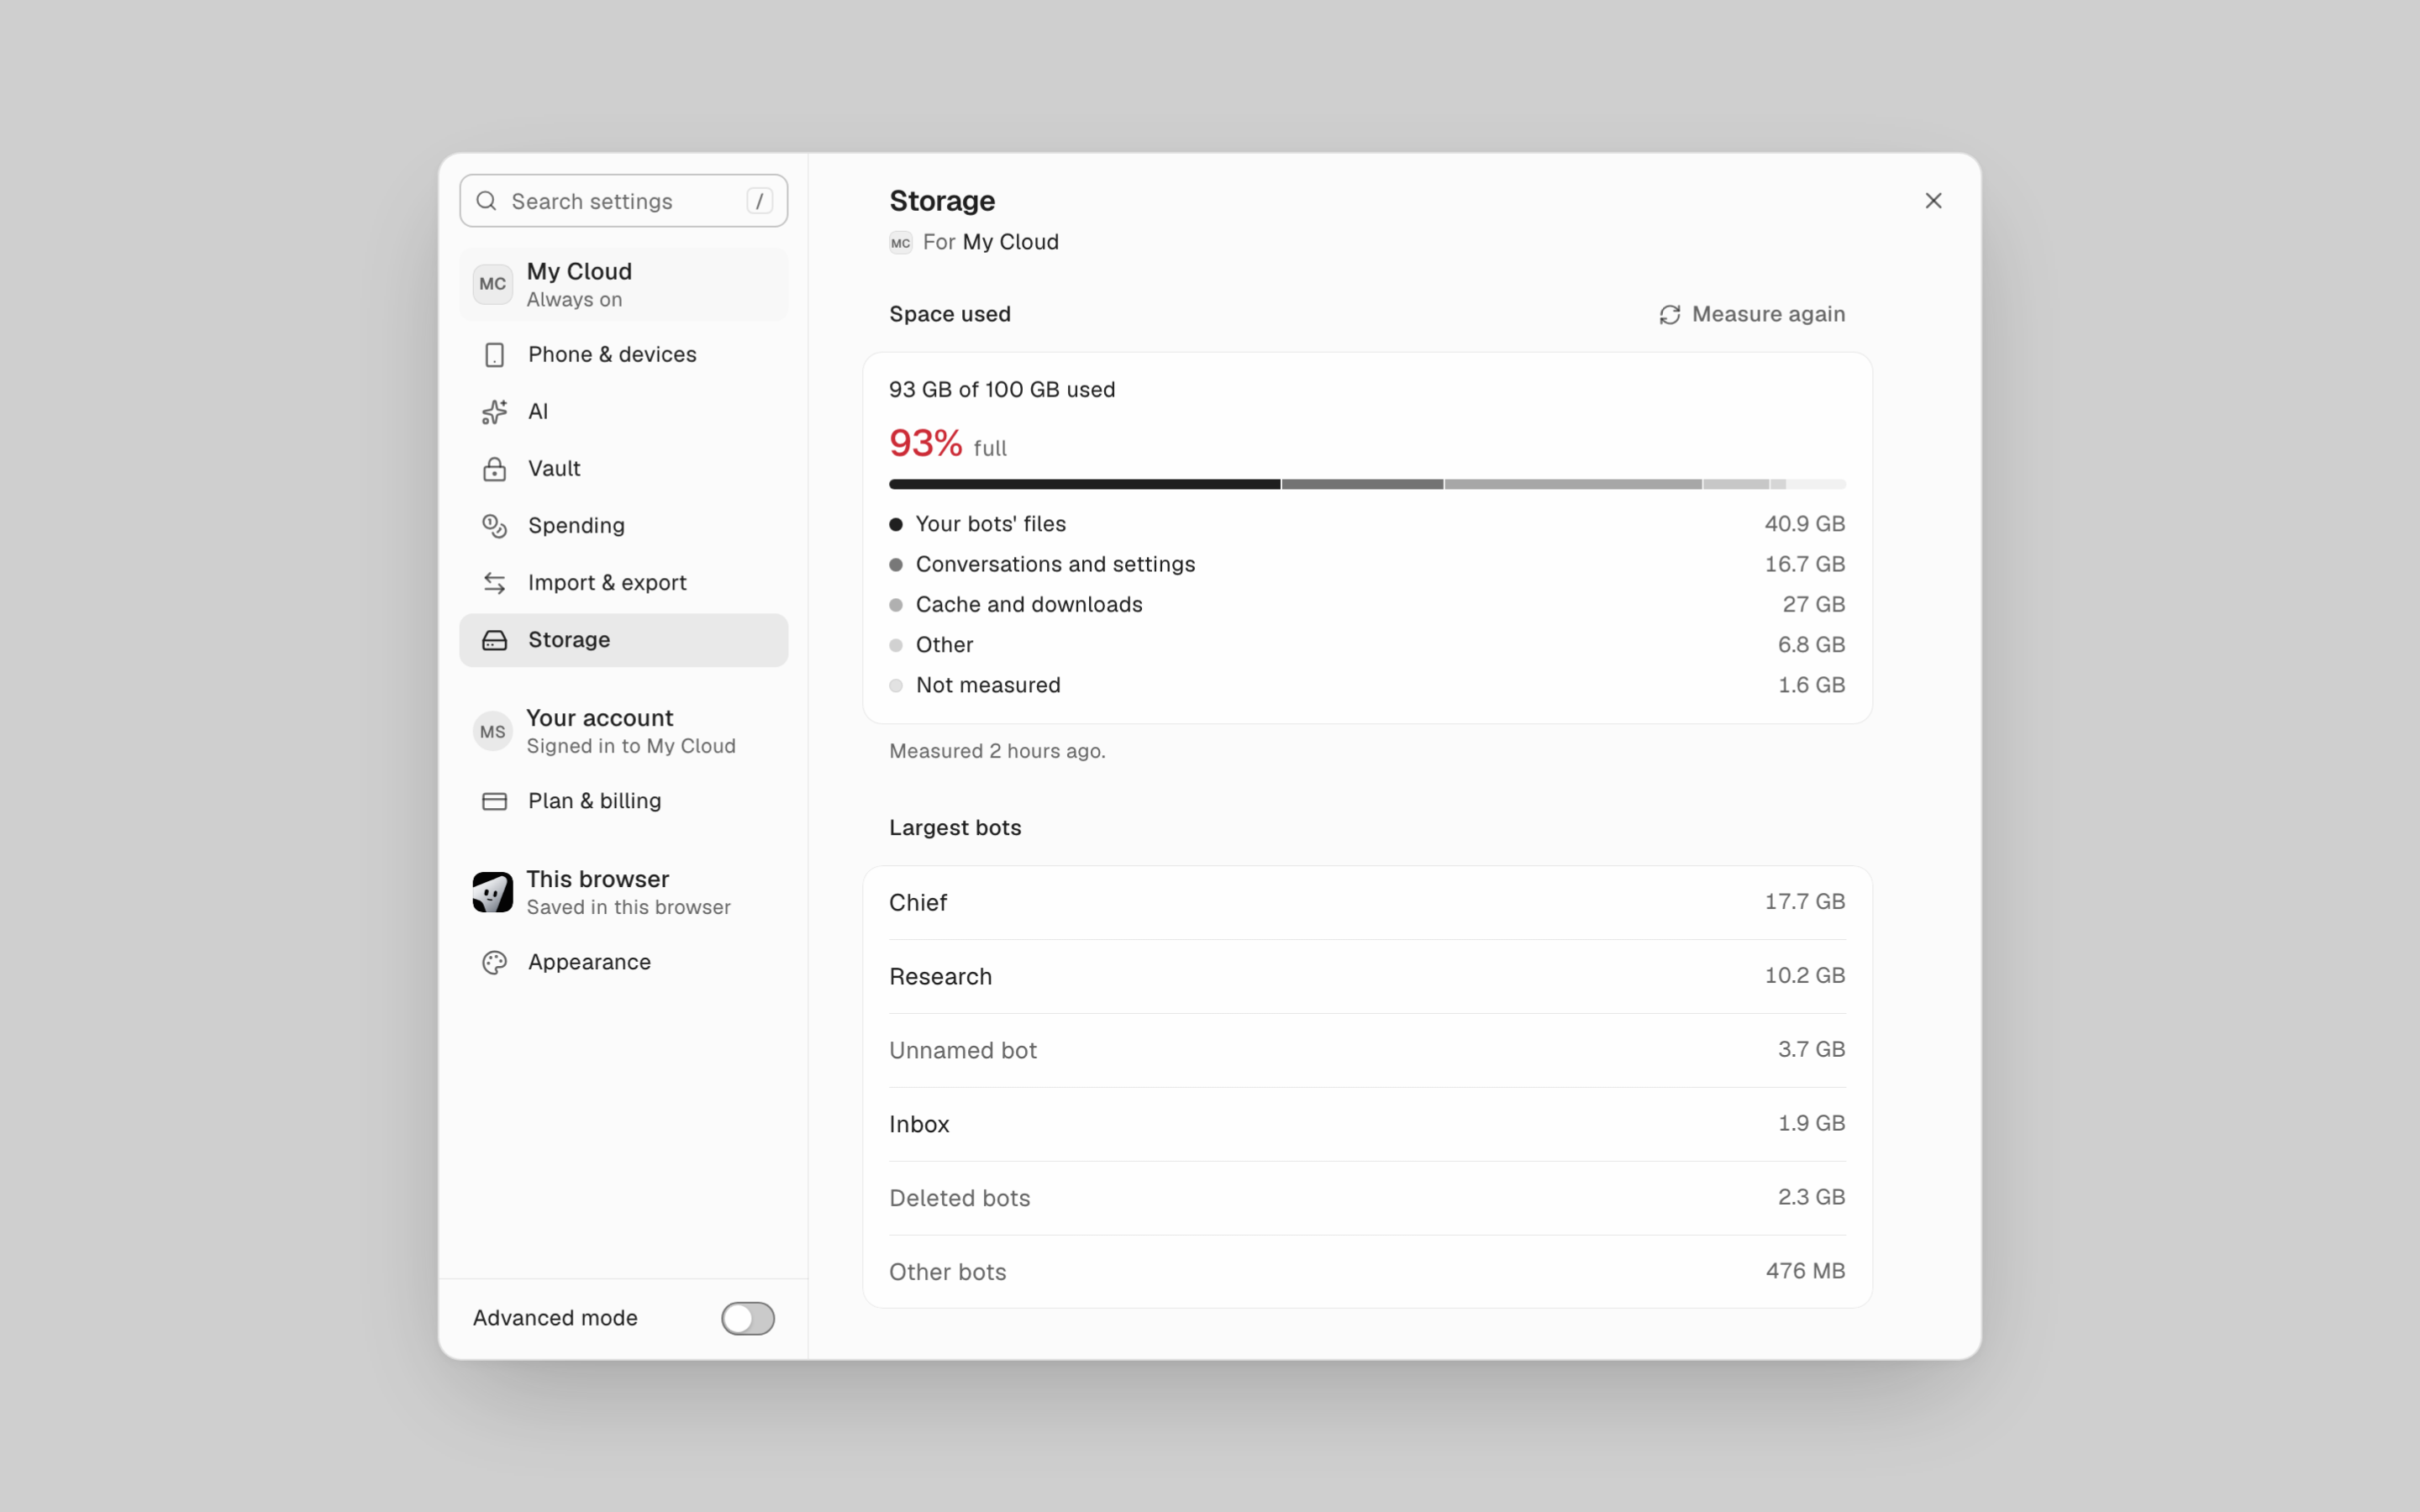 Search settings /
MC
My Cloud
Always on
Phone & devices
AI
Vault
Spending
Import & export
Storage
MS
Your account
Signed in to My Cloud
Plan & billing
This browser
Saved in this browser
Appearance
Advanced mode
Storage
MC For My Cloud
Space used
Measure again
93 GB of 100 GB used
93% full
Your bots' files 40.9 GB
Conversations and settings 16.7 GB
Cache and downloads 27 GB
Other 6.8 GB
Not measured 1.6 GB
Measured 2 hours ago.
Largest bots
Chief 17.7 GB
Research 10.2 GB
Unnamed bot 3.7 GB
Inbox 1.9 GB
Deleted bots 2.3 GB
Other bots 476 MB